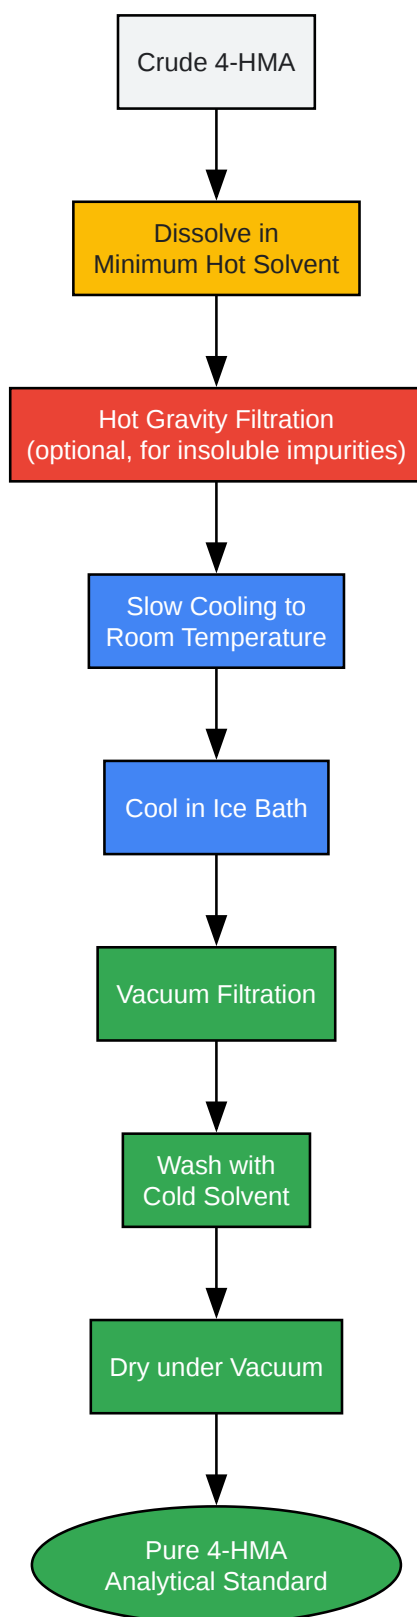 Crude 4-HMA
Dissolve in
Minimum Hot Solvent
Hot Gravity Filtration
(optional, for insoluble impurities)
Slow Cooling to
Room Temperature
Cool in Ice Bath
Vacuum Filtration
Wash with
Cold Solvent
Dry under Vacuum
Pure 4-HMA
Analytical Standard